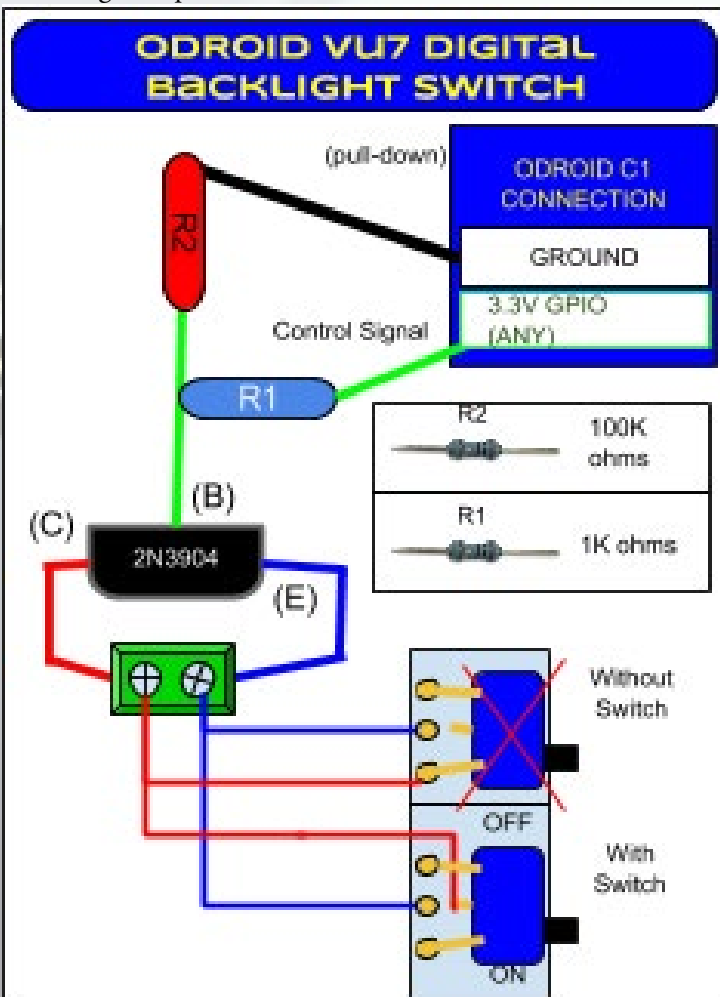 ODROID VU7 DIGITAL
BACKLIGHT SWITCH
(pull-down)
ODROID C1
CONNECTION
GROUND
3.3V GPIO
(ANY)
Control Signal
R2
R1
R2
100K
ohms
R1
1K ohms
(B)
(C)
2N3904
(E)
Without
Switch
OFF
With
Switch
ON